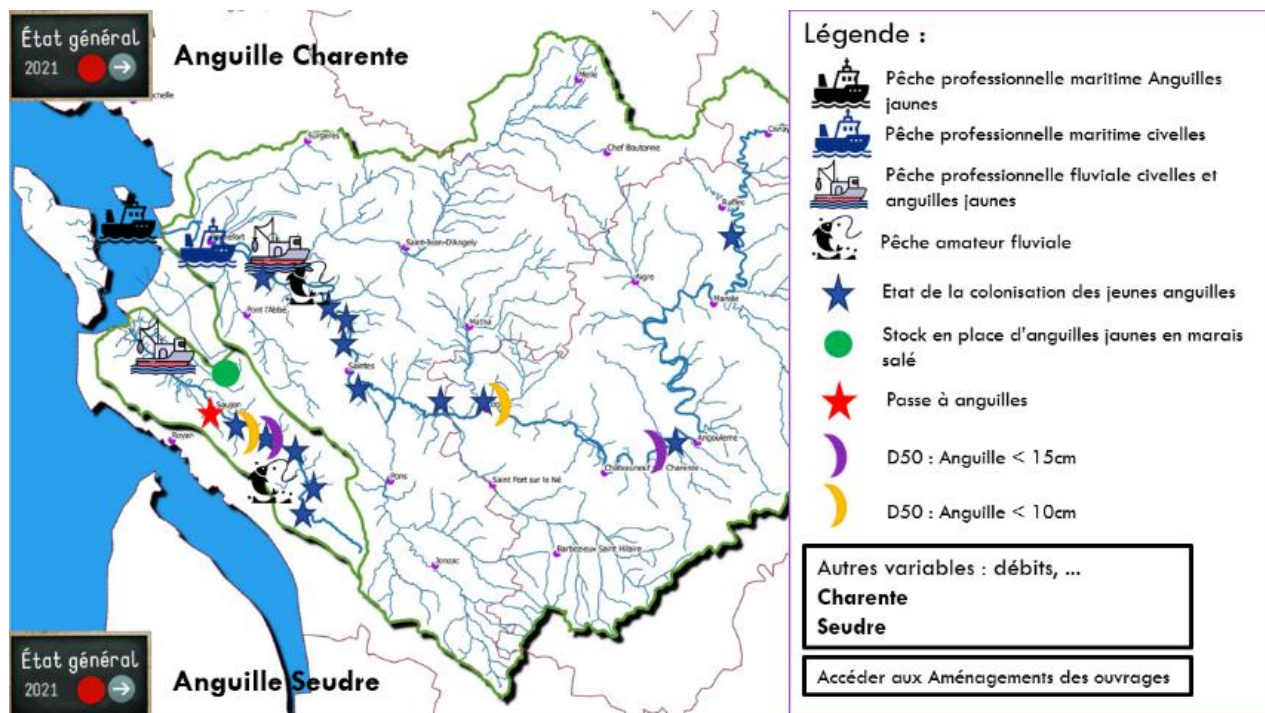 État général
2021
Anguille Charente
Melle
Surgères
Civray
Chef Boutonne
Ruffec
Saint-Jean-D'Angely
Aigre
Mansle
Pont l'Abbé
Matha
Saintes
Saujon
Royan
Angouleme
Pons
Saint Fort sur le Né
Jonzac
Barbezieux Saint Hilaire
État général
2021
Anguille Seudre
Légende :
Pêche professionnelle maritime Anguilles
jaunes
Pêche professionnelle maritime civelles
Pêche professionnelle fluviale civelles et
anguilles jaunes
Pêche amateur fluviale
Etat de la colonisation des jeunes anguilles
Stock en place d'anguilles jaunes en marais
salé
Passe à anguilles
D50 : Anguille < 15cm
D50 : Anguille < 10cm
Autres variables : débits, ...
Charente
Seudre
Accéder aux Aménagements des ouvrages